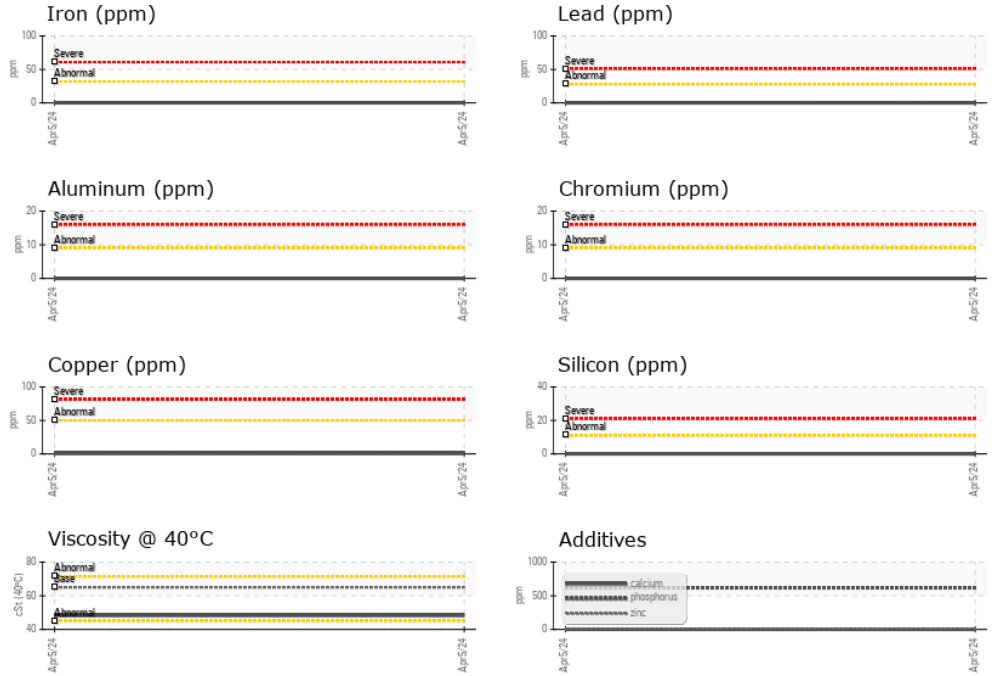 Iron (ppm)
100
50
0
ppm
Severe
Abnormal
Apr5/24
Apr5/24
Lead (ppm)
100
50
0
ppm
Severe
Abnormal
Apr5/24
Apr5/24
Aluminum (ppm)
20
10
0
ppm
Severe
Abnormal
Apr5/24
Apr5/24
Chromium (ppm)
20
10
0
ppm
Severe
Abnormal
Apr5/24
Apr5/24
Copper (ppm)
100
50
0
ppm
Severe
Abnormal
Apr5/24
Apr5/24
Silicon (ppm)
40
20
0
ppm
Severe
Abnormal
Apr5/24
Apr5/24
Viscosity @ 40°C
80
60
40
cSt (40°C)
Abnormal
Base
Abnormal
Apr5/24
Apr5/24
Additives
1000
500
0
ppm
calcium
phosphorus
zinc
Apr5/24
Apr5/24